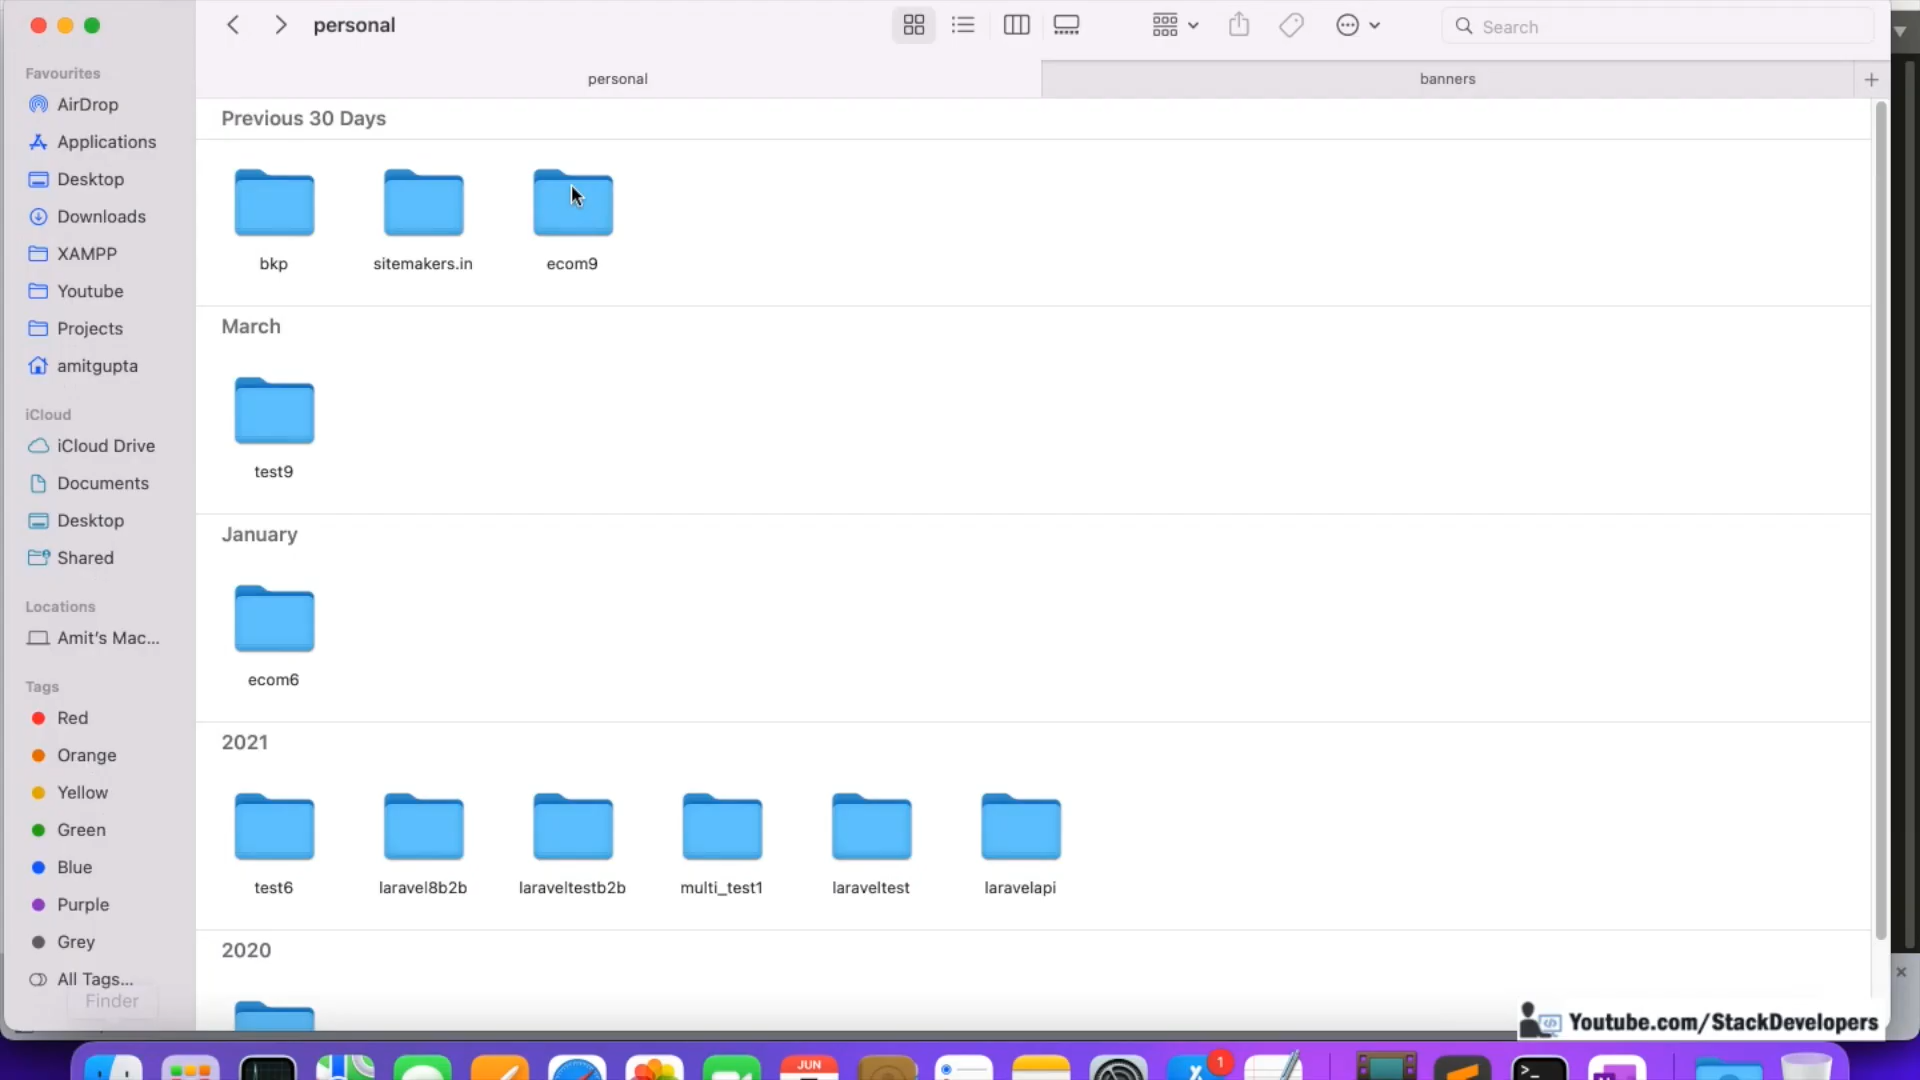 personal
Search
personal
banners
Favourites
AirDrop
Applications
Desktop
Downloads
XAMPP
Youtube
Projects
amitgupta
iCloud
iCloud Drive
Documents
Desktop
Shared
Locations
Amit's Mac...
Tags
Red
Orange
Yellow
Green
Blue
Purple
Grey
All Tags...
Finder
Previous 30 Days
bkp
sitemakers.in
ecom9
March
test9
January
ecom6
2021
test6
laravel8b2b
laraveltestb2b
multi_test1
laraveltest
laravelapi
2020
Youtube.com/StackDevelopers
JUN
1